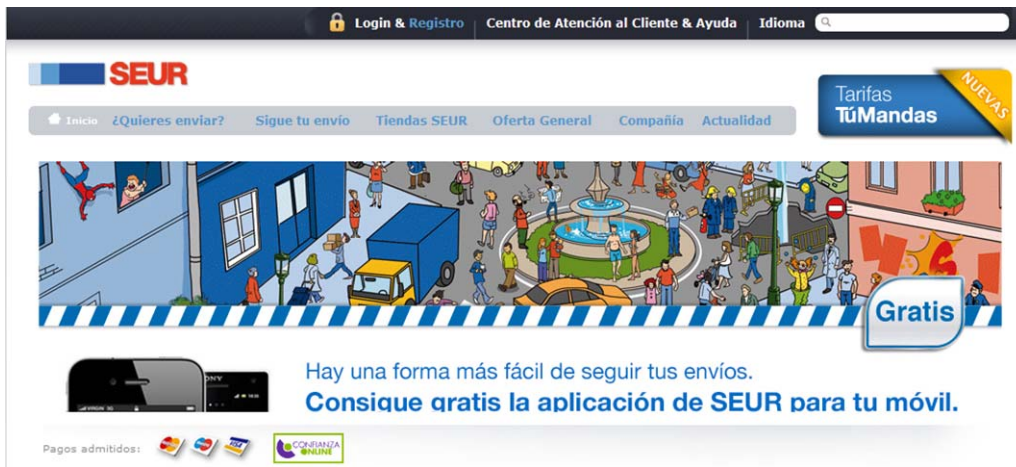 Login & Registro
Centro de Atención al Cliente & Ayuda
Idioma
SEUR
Tarifas
TúMandas
NUEVAS
Inicio
¿Quieres enviar?
Sigue tu envío
Tiendas SEUR
Oferta General
Compañía
Actualidad
Gratis
Hay una forma más fácil de seguir tus envíos.
Consigue gratis la aplicación de SEUR para tu móvil.
SONY
Pagos admitidos:
VISA
CONFIANZA
ONLINE